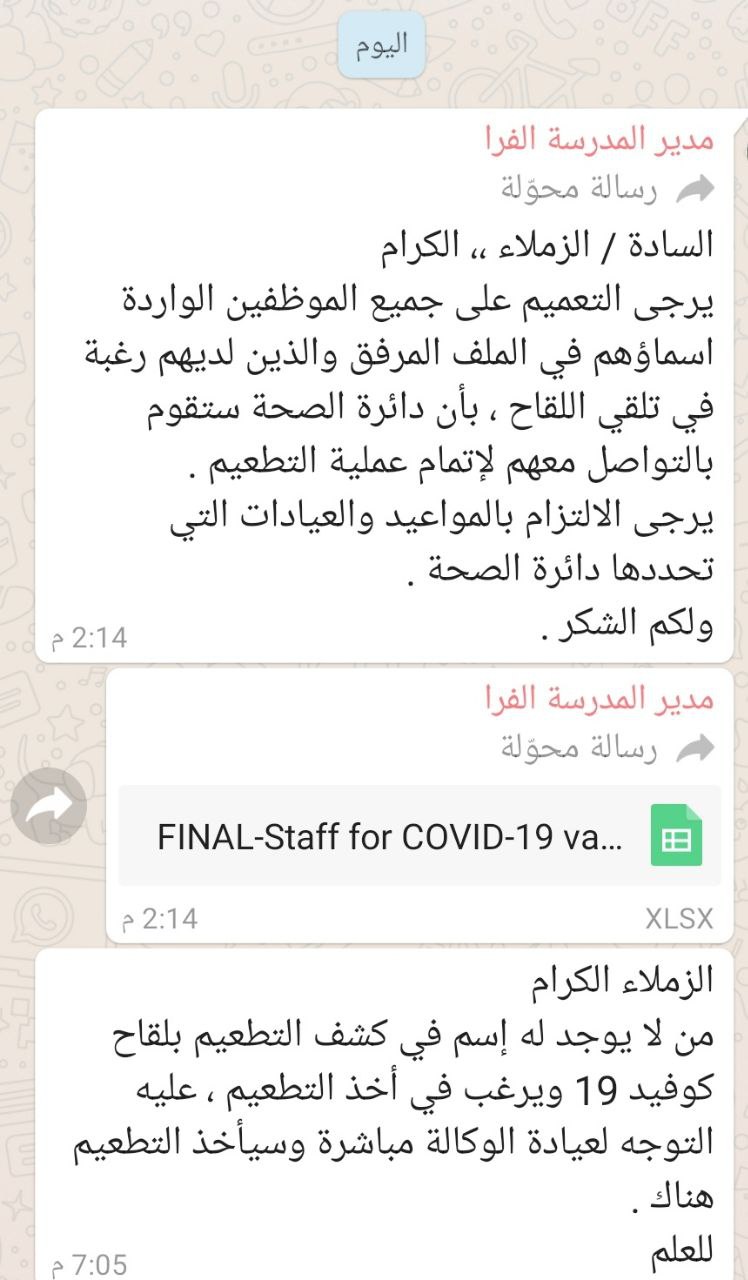 اليوم
مدير المدرسة الفرا
رسالة محوّلة
السادة / الزملاء ،، الكرام
يرجى التعميم على جميع الموظفين الواردة
اسماؤهم في الملف المرفق والذين لديهم رغبة
في تلقي اللقاح ، بأن دائرة الصحة ستقوم
بالتواصل معهم لإتمام عملية التطعيم .
يرجى الالتزام بالمواعيد والعيادات التي
تحددها دائرة الصحة .
ولكم الشكر .
2:14 م
مدير المدرسة الفرا
رسالة محوّلة
FINAL-Staff for COVID-19 va...
XLSX
2:14 م
الزملاء الكرام
من لا يوجد له إسم في كشف التطعيم بلقاح
كوفيد 19 ويرغب في أخذ التطعيم ، عليه
التوجه لعيادة الوكالة مباشرة وسيأخذ التطعيم
هناك .
للعلم
7:05 م